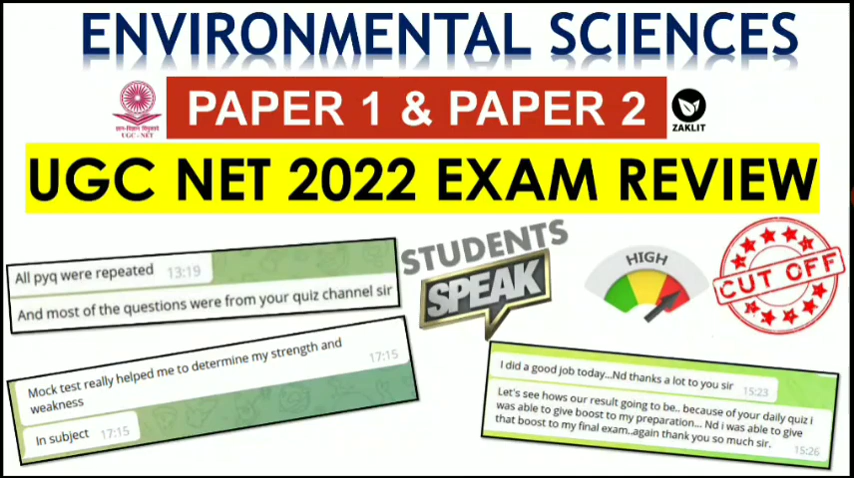 ENVIRONMENTAL SCIENCES
PAPER 1 & PAPER 2
ज्ञान-विज्ञान विमुक्तये
UGC - NET
ZAKLIT
UGC NET 2022 EXAM REVIEW
STUDENTS
SPEAK
HIGH
CUT OFF
All pyq were repeated 13:19
And most of the questions were from your quiz channel sir
Mock test really helped me to determine my strength and
weakness 17:15
In subject 17:15
I did a good job today...Nd thanks a lot to you sir 15:23
Let's see hows our result going to be.. because of your daily quiz i
was able to give boost to my preparation... Nd i was able to give
that boost to my final exam..again thank you so much sir. 15:26